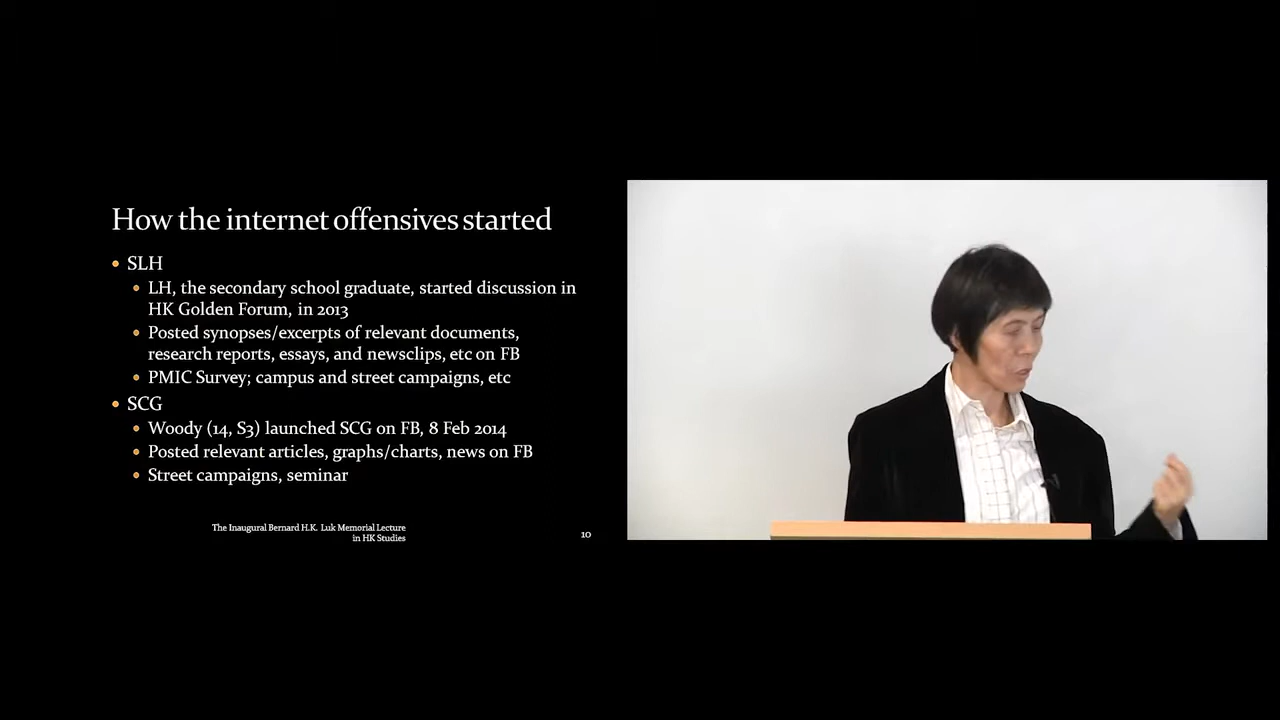 How the internet offensives started
SLH
LH, the secondary school graduate, started discussion in
HK Golden Forum, in 2013
Posted synopses/excerpts of relevant documents,
research reports, essays, and newsclips, etc on FB
PMIC Survey; campus and street campaigns, etc
SCG
Woody (14, S3) launched SCG on FB, 8 Feb 2014
Posted relevant articles, graphs/charts, news on FB
Street campaigns, seminar
The Inaugural Bernard H.K. Luk Memorial Lecture
in HK Studies
10